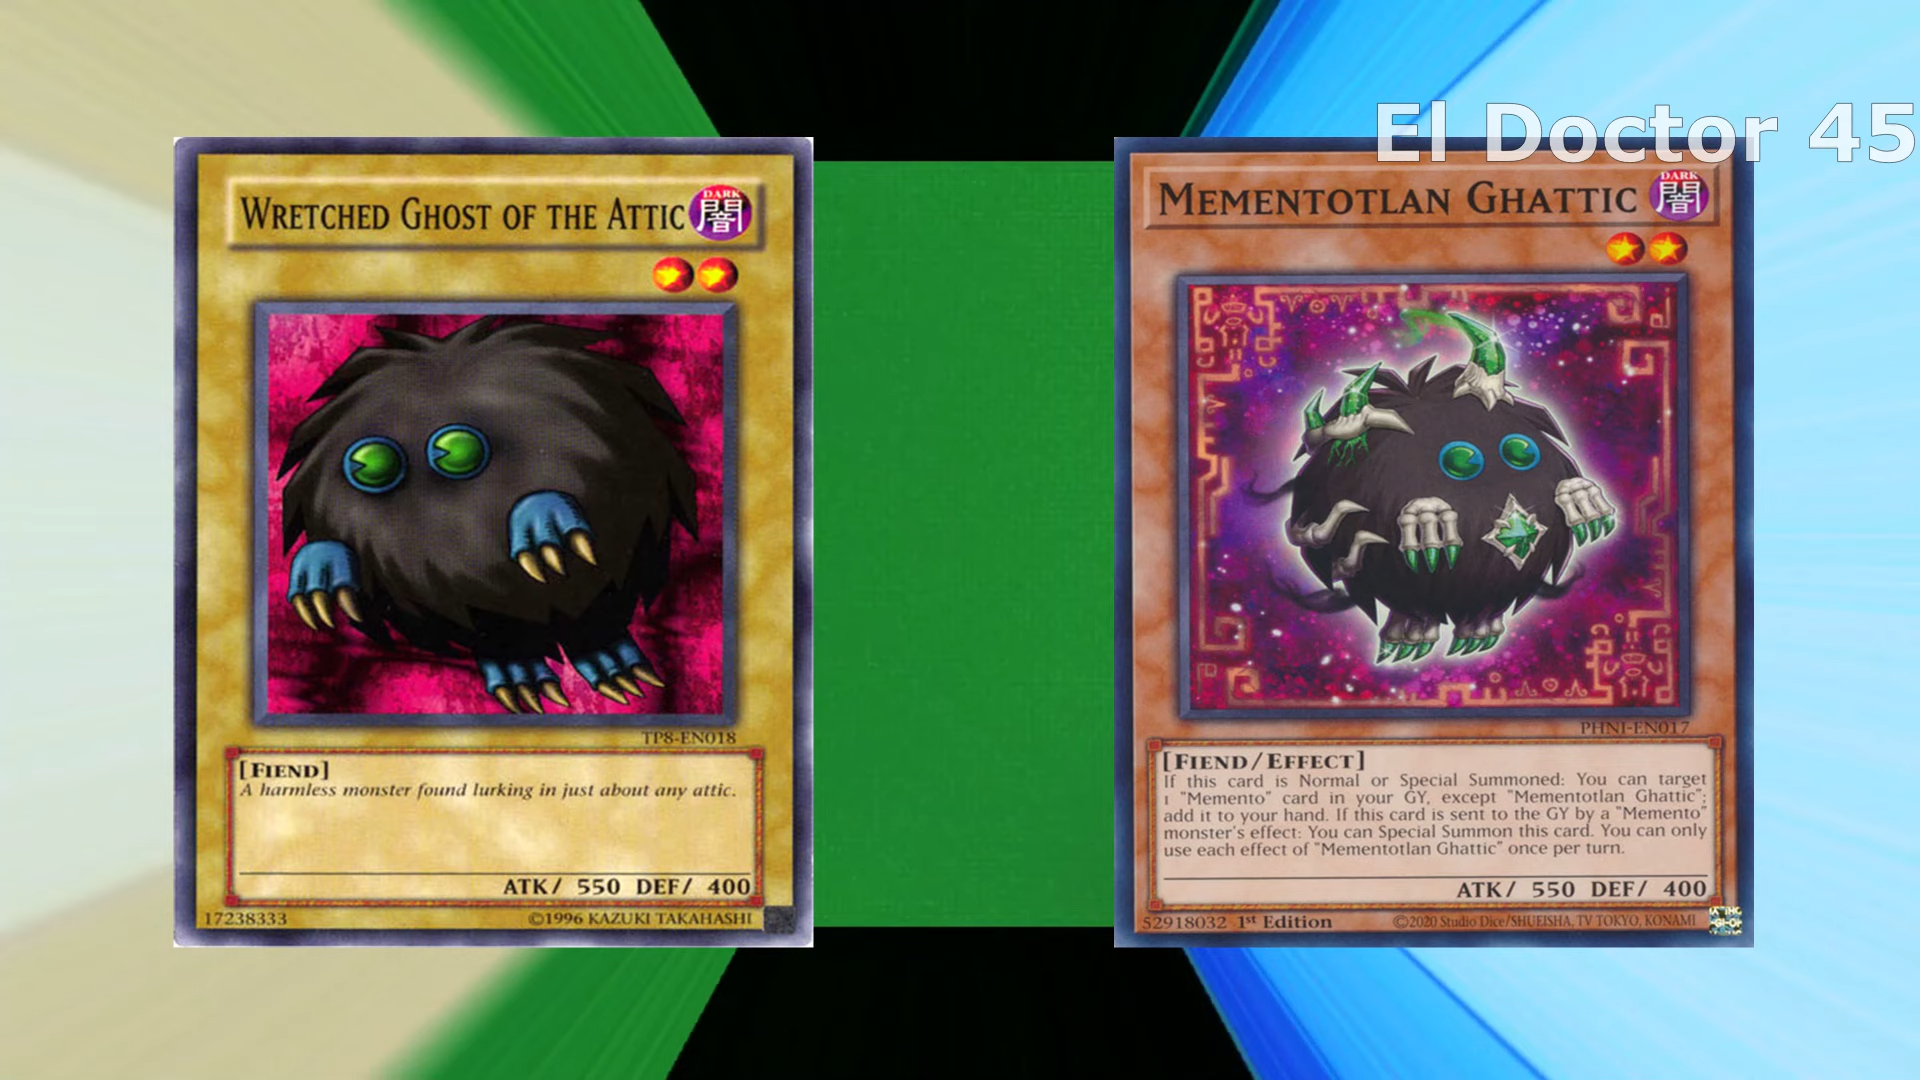 El Doctor 45
WRETCHED GHOST OF THE ATTIC
DARK
闇
TP8-EN018
[FIEND]
A harmless monster found lurking in just about any attic.
ATK/ 550 DEF/ 400
17238333
©1996 KAZUKI TAKAHASHI
MEMENTOTLAN GHATTIC
DARK
闇
PHNI-EN017
[FIEND/EFFECT]
If this card is Normal or Special Summoned: You can target
1 "Memento" card in your GY, except "Mementotlan Ghattic";
add it to your hand. If this card is sent to the GY by a "Memento"
monster's effect: You can Special Summon this card. You can only
use each effect of "Mementotlan Ghattic" once per turn.
ATK/ 550 DEF/ 400
52918032 1st Edition
©2020 Studio Dice/SHUEISHA, TV TOKYO, KONAMI